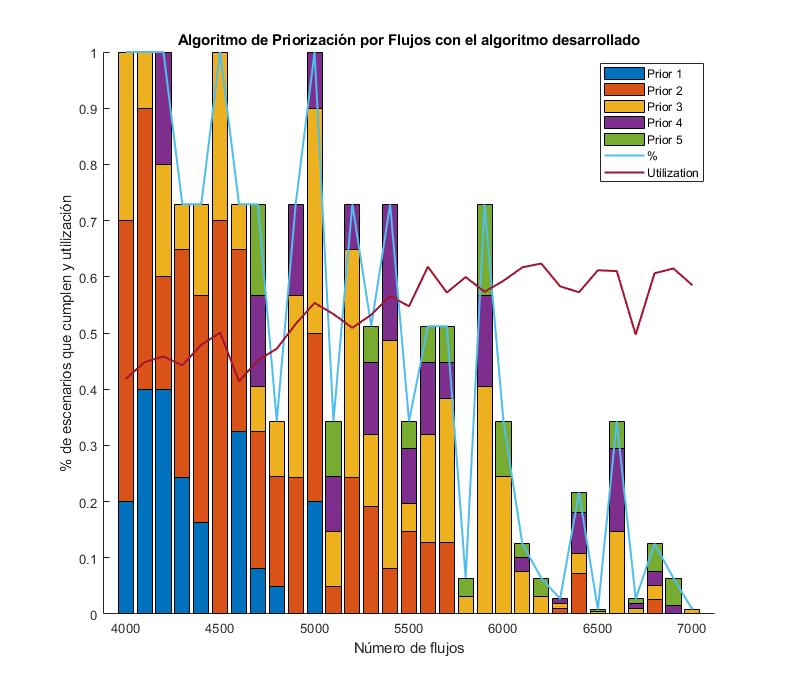 Algoritmo de Priorización por Flujos con el algoritmo desarrollado
Prior 1
Prior 2
Prior 3
Prior 4
Prior 5
%
Utilization
% de escenarios que cumplen y utilización
1
0.9
0.8
0.7
0.6
0.5
0.4
0.3
0.2
0.1
0
4000 4500 5000 5500 6000 6500 7000
Número de flujos